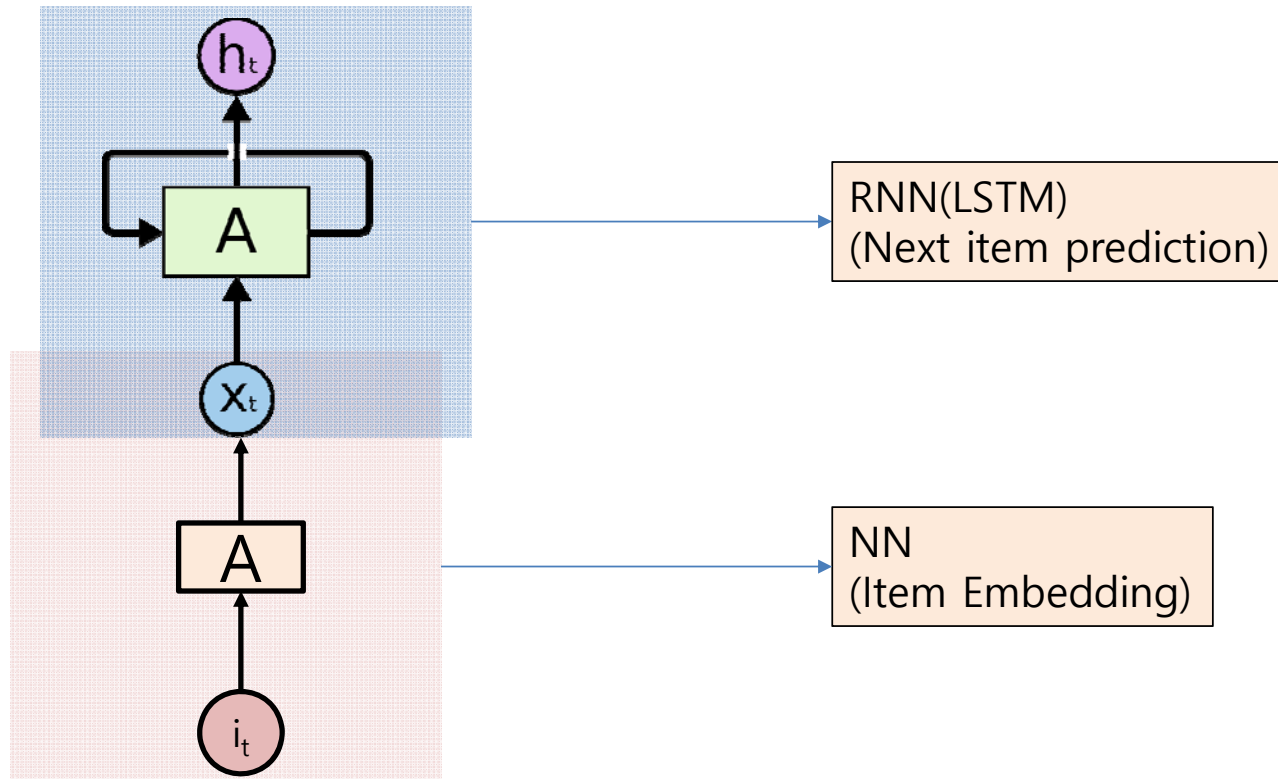 hₜ
A
RNN(LSTM)
(Next item prediction)
xₜ
A
NN
(Item Embedding)
iₜ